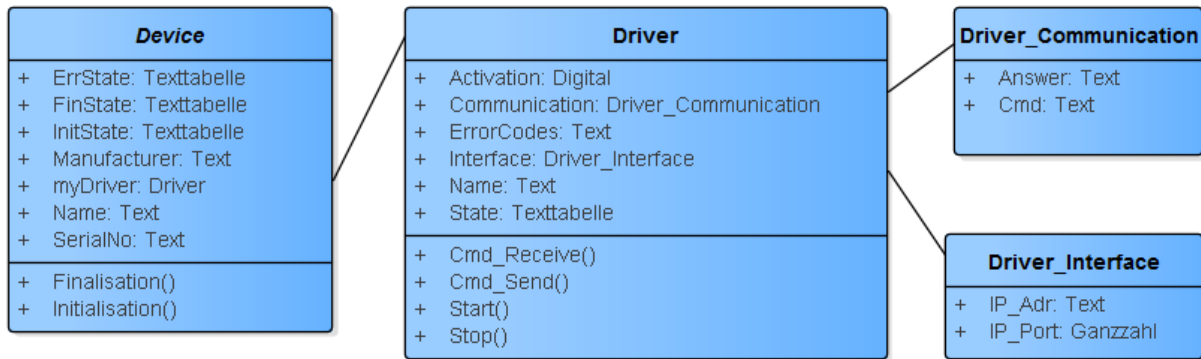 Device
+ ErrState: Texttabelle
+ FinState: Texttabelle
+ InitState: Texttabelle
+ Manufacturer: Text
+ myDriver: Driver
+ Name: Text
+ SerialNo: Text
+ Finalisation()
+ Initialisation()
Driver
+ Activation: Digital
+ Communication: Driver_Communication
+ ErrorCodes: Text
+ Interface: Driver_Interface
+ Name: Text
+ State: Texttabelle
+ Cmd_Receive()
+ Cmd_Send()
+ Start()
+ Stop()
Driver_Communication
+ Answer: Text
+ Cmd: Text
Driver_Interface
+ IP_Adr: Text
+ IP_Port: Ganzzahl